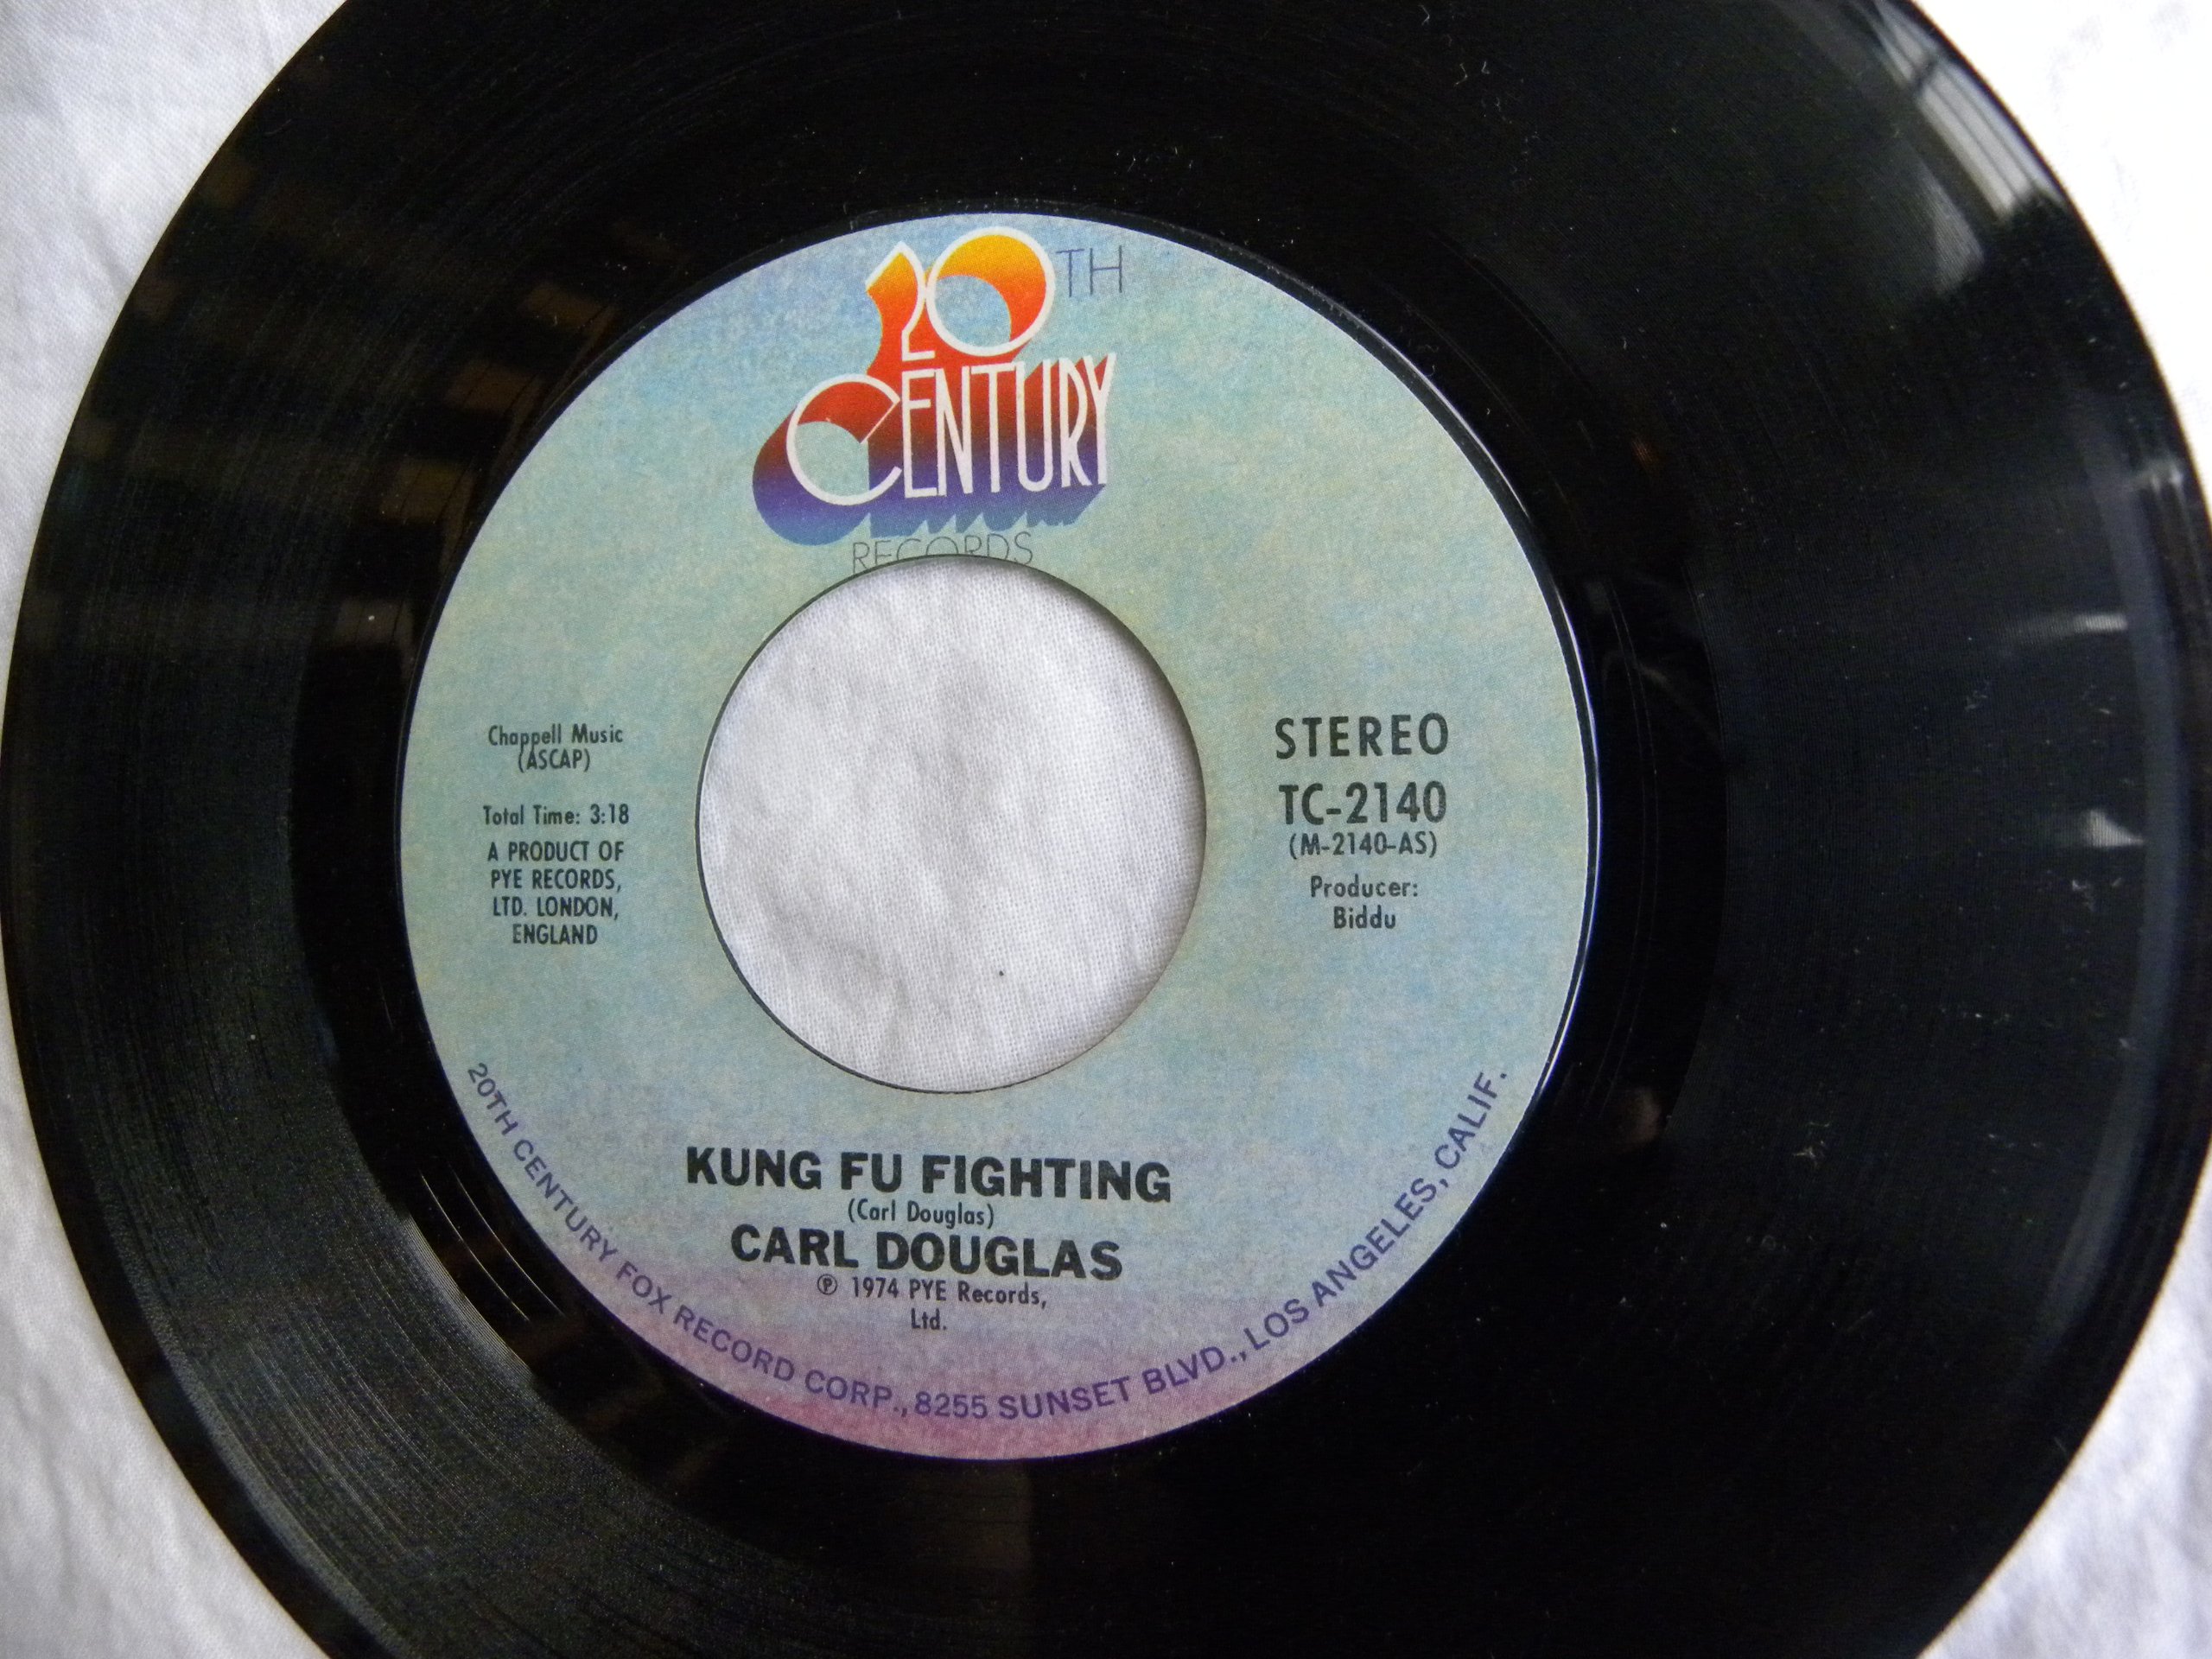 20TH
CENTURY
RECORDS
Chappell Music
(ASCAP)
Total Time: 3:18
A PRODUCT OF
PYE RECORDS,
LTD. LONDON,
ENGLAND
STEREO
TC-2140
(M-2140-AS)
Producer:
Biddu
KUNG FU FIGHTING
(Carl Douglas)
CARL DOUGLAS
℗ 1974 PYE Records,
Ltd.
20TH CENTURY FOX RECORD CORP., 8255 SUNSET BLVD., LOS ANGELES, CALIF.